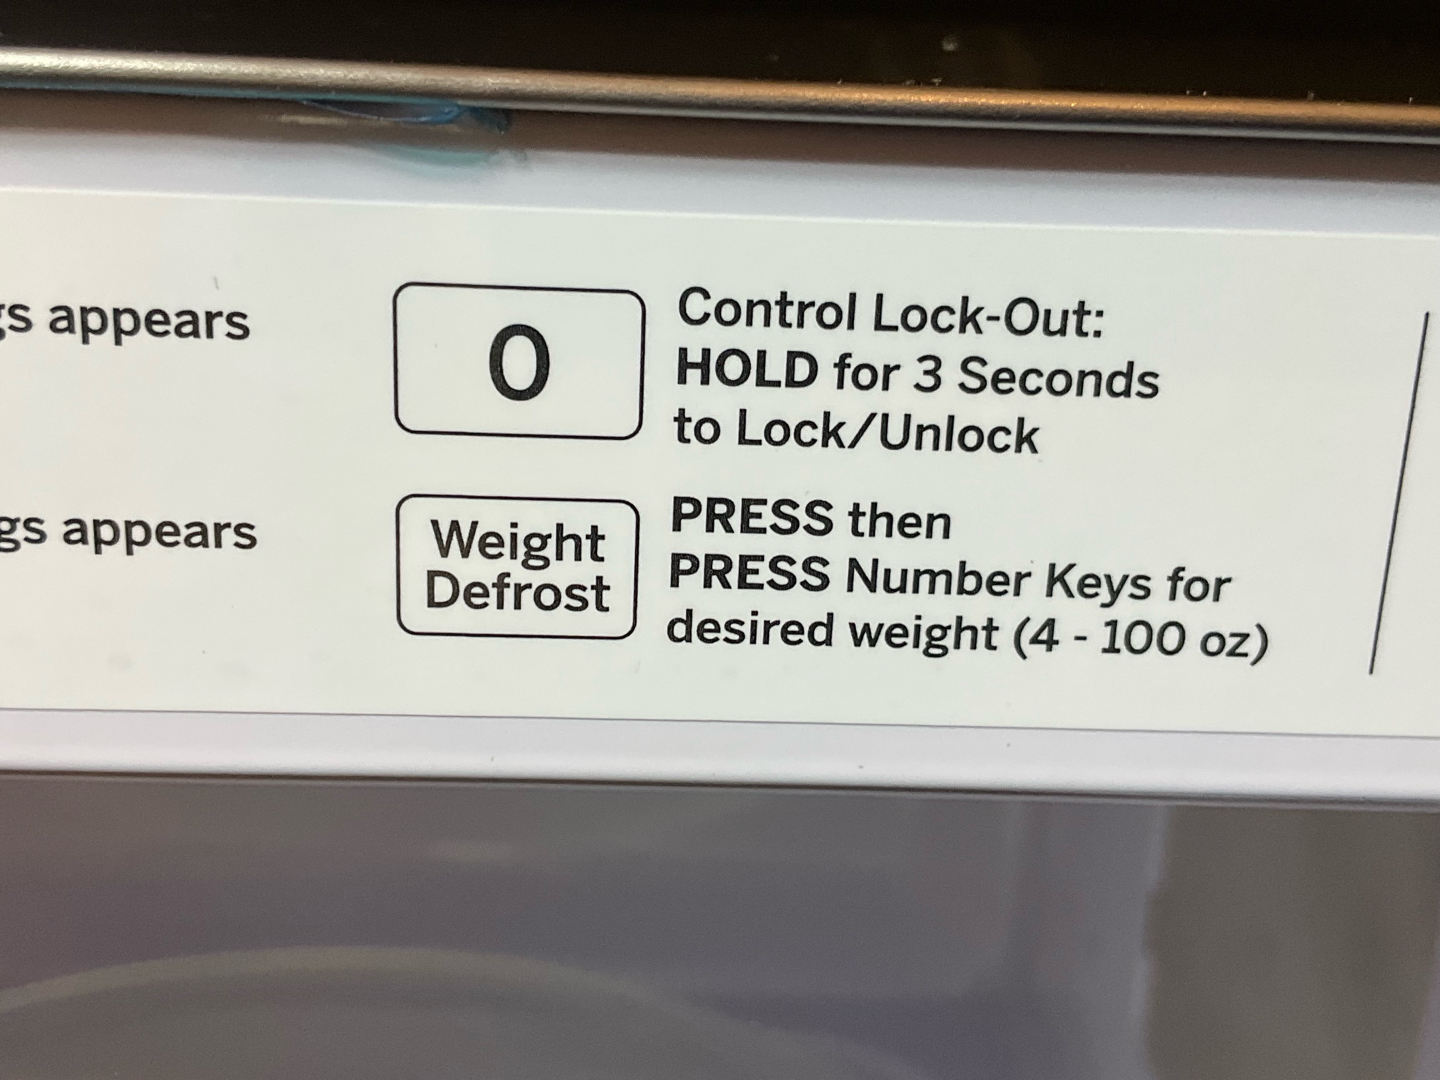 gs appears
0
Control Lock-Out:
HOLD for 3 Seconds
to Lock/Unlock
gs appears
Weight
Defrost
PRESS then
PRESS Number Keys for
desired weight (4 - 100 oz)